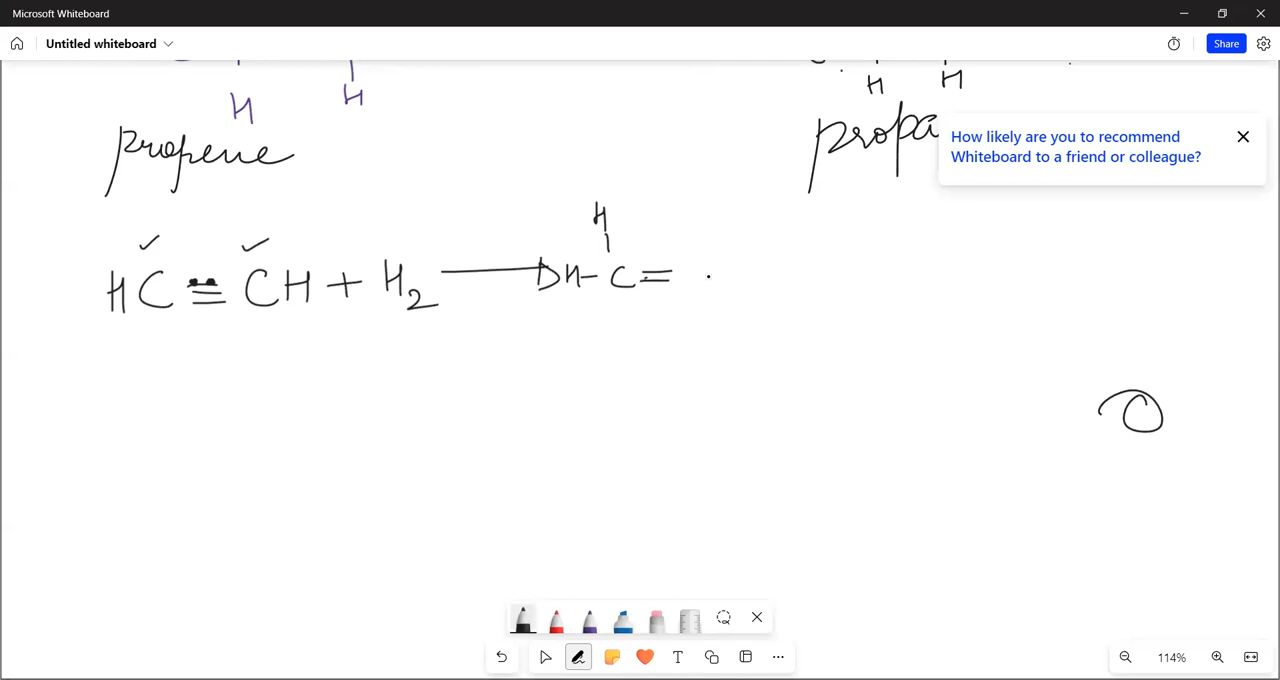 Microsoft Whiteboard
Untitled whiteboard
Share
H H
H H
propene
propa
How likely are you to recommend
Whiteboard to a friend or colleague?
H
HC ≡ CH + H₂ → H - C =
T
114%